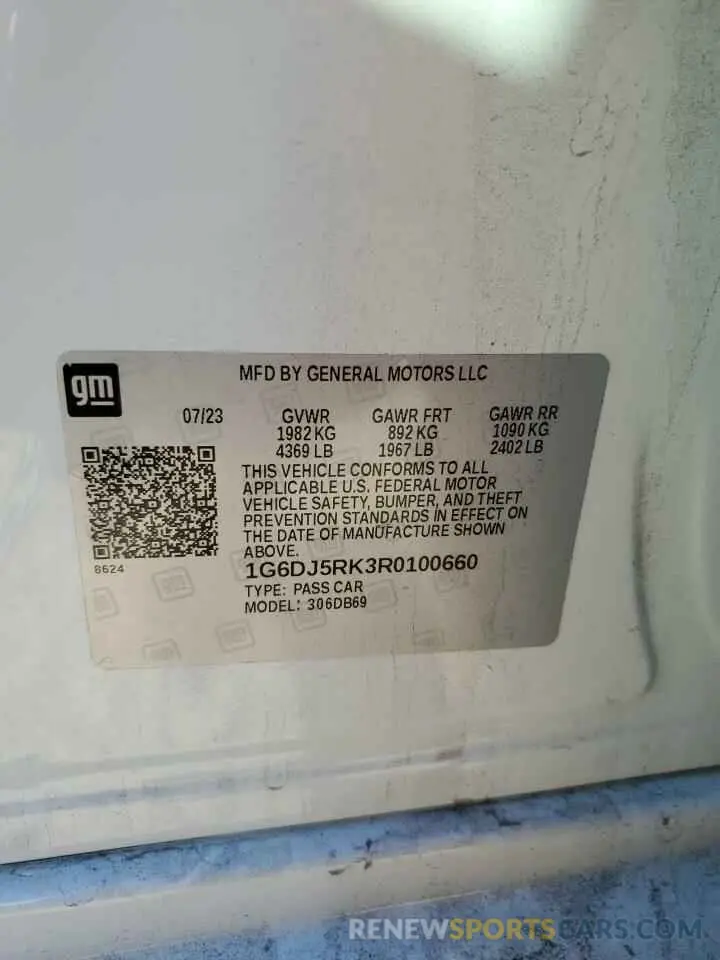 gm
MFD BY GENERAL MOTORS LLC
07/23 GVWR GAWR FRT GAWR RR
1982 KG 892 KG 1090 KG
4369 LB 1967 LB 2402 LB
THIS VEHICLE CONFORMS TO ALL
APPLICABLE U.S. FEDERAL MOTOR
VEHICLE SAFETY, BUMPER, AND THEFT
PREVENTION STANDARDS IN EFFECT ON
THE DATE OF MANUFACTURE SHOWN
ABOVE.
8624
1G6DJ5RK3R0100660
TYPE: PASS CAR
MODEL: 306DB69
RENEWSPORTSCARS.COM